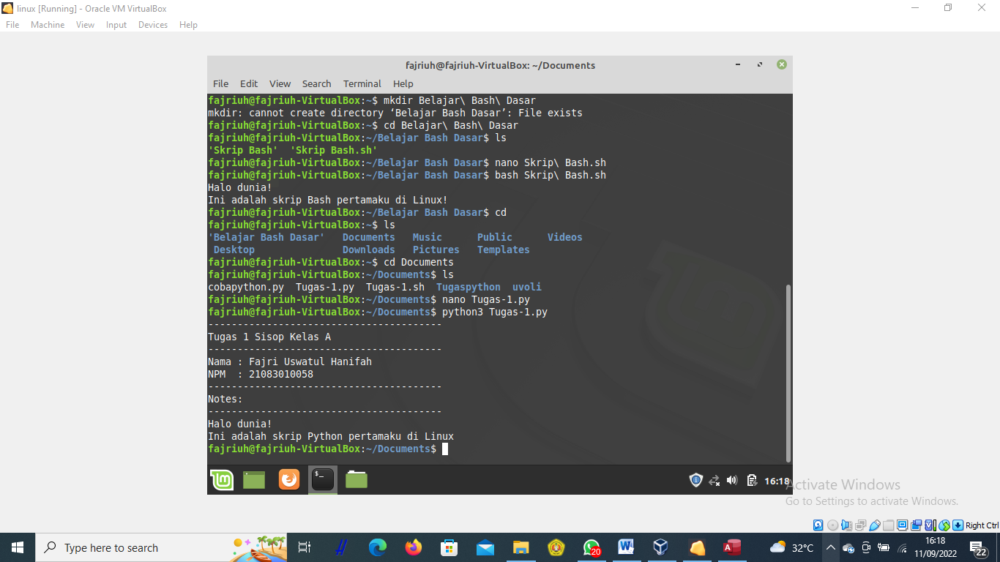 linux [Running] - Oracle VM VirtualBox
File Machine View Input Devices Help
fajriuh@fajriuh-VirtualBox: ~/Documents
File Edit View Search Terminal Help
fajriuh@fajriuh-VirtualBox:~$ mkdir Belajar\ Bash\ Dasar
mkdir: cannot create directory ‘Belajar Bash Dasar’: File exists
fajriuh@fajriuh-VirtualBox:~$ cd Belajar\ Bash\ Dasar
fajriuh@fajriuh-VirtualBox:~/Belajar Bash Dasar$ ls
'Skrip Bash'  'Skrip Bash.sh'
fajriuh@fajriuh-VirtualBox:~/Belajar Bash Dasar$ nano Skrip\ Bash.sh
fajriuh@fajriuh-VirtualBox:~/Belajar Bash Dasar$ bash Skrip\ Bash.sh
Halo dunia!
Ini adalah skrip Bash pertamaku di Linux!
fajriuh@fajriuh-VirtualBox:~/Belajar Bash Dasar$ cd
fajriuh@fajriuh-VirtualBox:~$ ls
'Belajar Bash Dasar'   Documents   Music      Public      Videos
 Desktop               Downloads   Pictures   Templates
fajriuh@fajriuh-VirtualBox:~$ cd Documents
fajriuh@fajriuh-VirtualBox:~/Documents$ ls
cobapython.py  Tugas-1.py  Tugas-1.sh  Tugaspython  uvoli
fajriuh@fajriuh-VirtualBox:~/Documents$ nano Tugas-1.py
fajriuh@fajriuh-VirtualBox:~/Documents$ python3 Tugas-1.py
----------------------------------------
Tugas 1 Sisop Kelas A
----------------------------------------
Nama : Fajri Uswatul Hanifah
NPM  : 21083010058
----------------------------------------
Notes:
----------------------------------------
Halo dunia!
Ini adalah skrip Python pertamaku di Linux
fajriuh@fajriuh-VirtualBox:~/Documents$
16:18
Activate Windows
Go to Settings to activate Windows.
Right Ctrl
Type here to search
20
32°C
16:18
11/09/2022
22